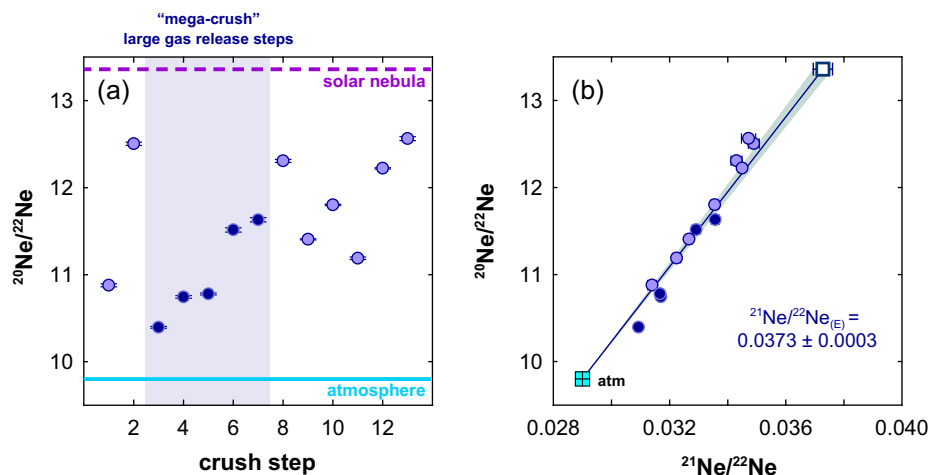 “mega-crush”
large gas release steps
(a)
solar nebula
atmosphere
13
12
11
10
²⁰Ne/²²Ne
2 4 6 8 10 12
crush step
(b)
²¹Ne/²²Ne(E) =
0.0373 ± 0.0003
atm
13
12
11
10
²⁰Ne/²²Ne
0.028 0.032 0.036 0.040
²¹Ne/²²Ne